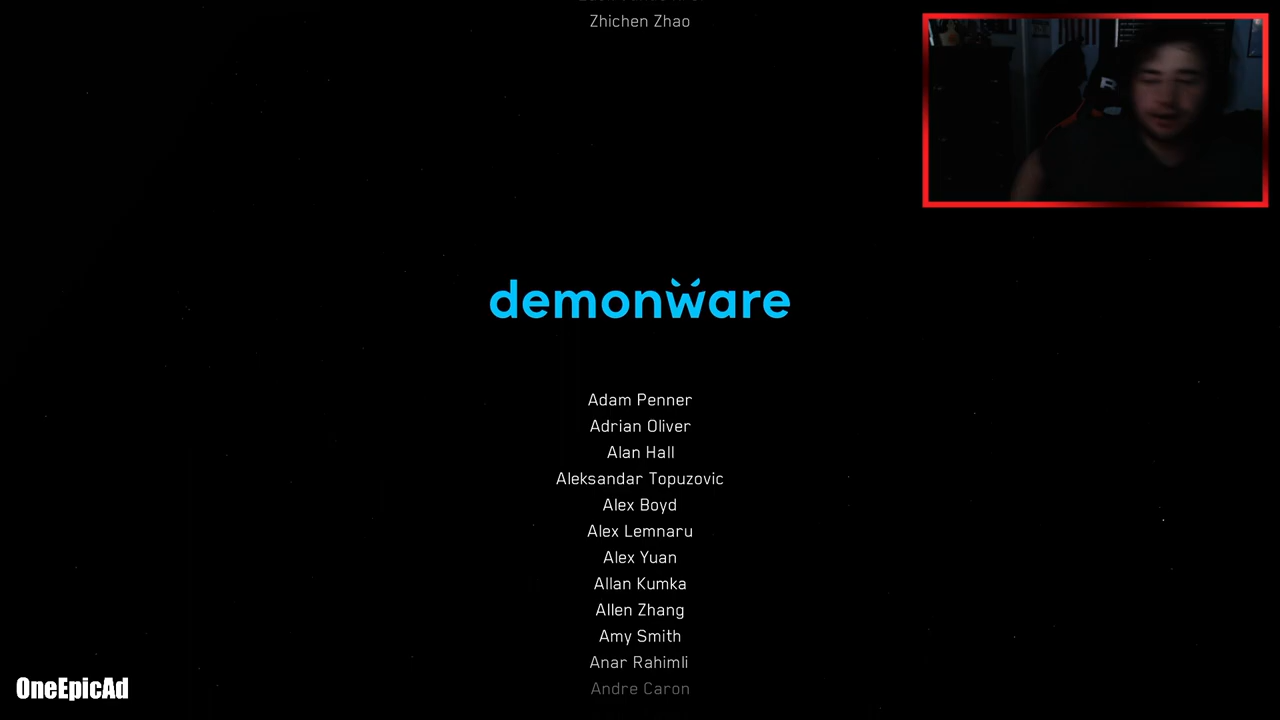 Zhichen Zhao
demonware
Adam Penner
Adrian Oliver
Alan Hall
Aleksandar Topuzovic
Alex Boyd
Alex Lemnaru
Alex Yuan
Allan Kumka
Allen Zhang
Amy Smith
Anar Rahimli
Andre Caron
OneEpicAd